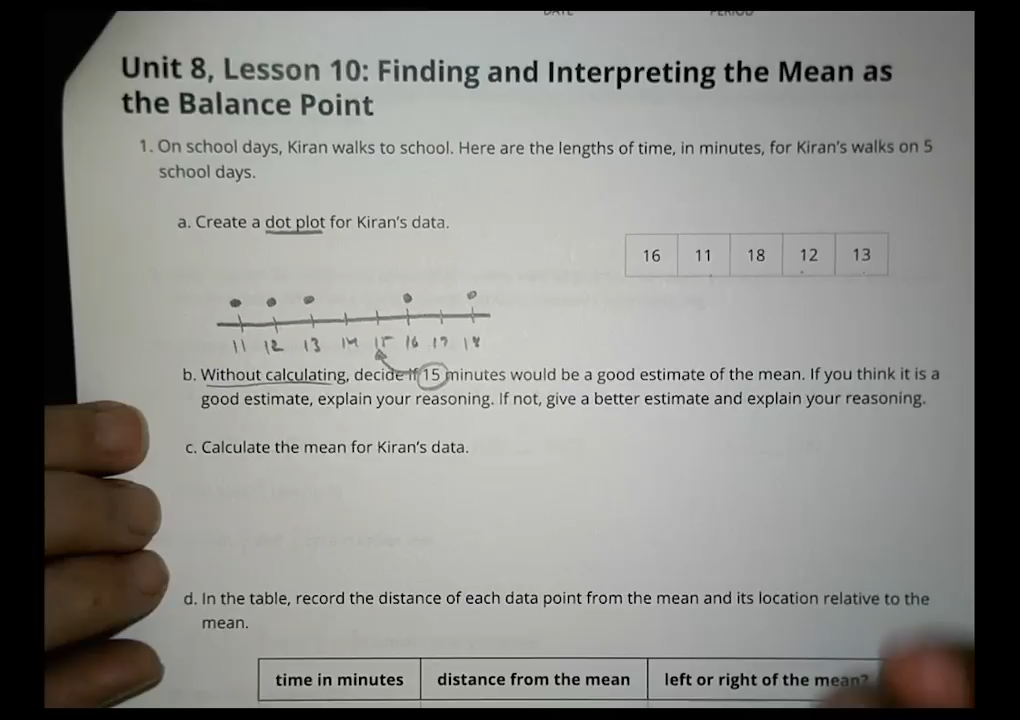 Unit 8, Lesson 10: Finding and Interpreting the Mean as
the Balance Point
1. On school days, Kiran walks to school. Here are the lengths of time, in minutes, for Kiran's walks on 5
school days.
a. Create a dot plot for Kiran's data.
16 11 18 12 13
11 12 13 14 15 16 17 18
b. Without calculating, decide if 15 minutes would be a good estimate of the mean. If you think it is a
good estimate, explain your reasoning. If not, give a better estimate and explain your reasoning.
c. Calculate the mean for Kiran's data.
d. In the table, record the distance of each data point from the mean and its location relative to the
mean.
time in minutes distance from the mean left or right of the mean?